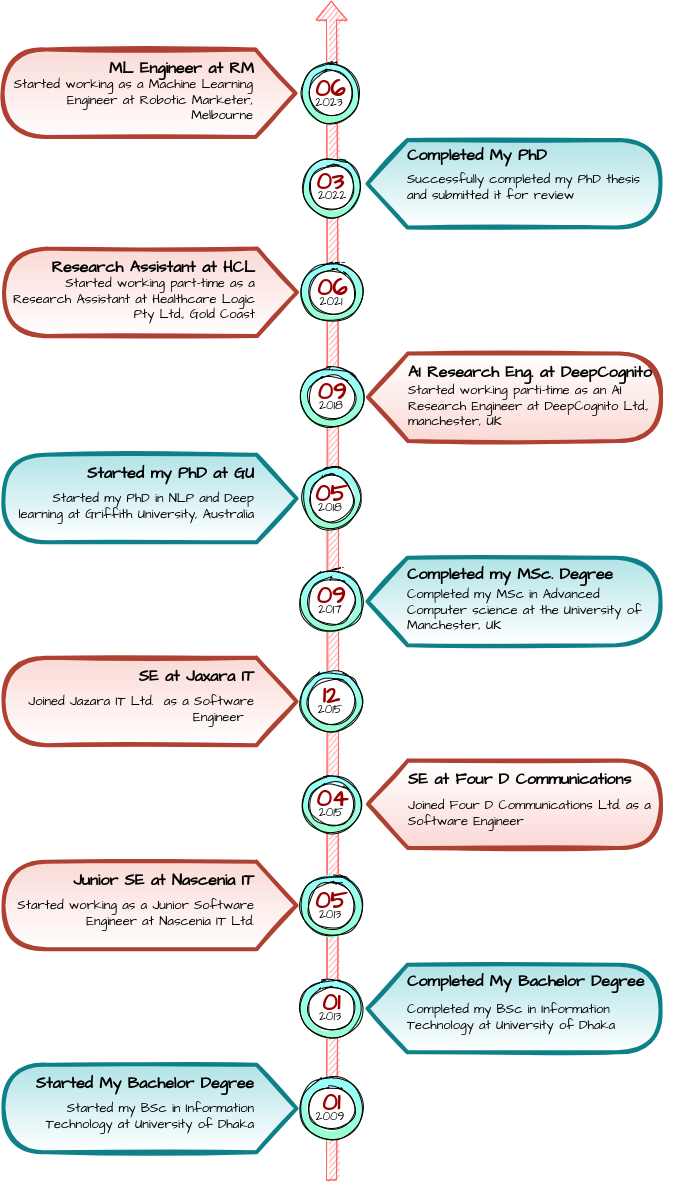 ML Engineer at RM
Started working as a Machine Learning
Engineer at Robotic Marketer,
Melbourne
06
2023
Completed My PhD
Successfully completed my PhD thesis
and submitted it for review
03
2022
Research Assistant at HCL
Started working part-time as a
Research Assistant at Healthcare Logic
Pty Ltd., Gold Coast
06
2021
AI Research Eng. at DeepCognito
Started working parti-time as an AI
Research Engineer at DeepCognito Ltd.,
manchester, UK
09
2018
Started my PhD at GU
Started my PhD in NLP and Deep
learning at Griffith University, Australia
05
2018
Completed my MSc. Degree
Completed my MSc in Advanced
Computer science at the University of
Manchester, UK
09
2017
SE at Jaxara IT
Joined Jazara IT Ltd. as a Software
Engineer
12
2015
SE at Four D Communications
Joined Four D Communications Ltd. as a
Software Engineer
04
2015
Junior SE at Nascenia IT
Started working as a Junior Software
Engineer at Nascenia IT Ltd.
05
2013
Completed My Bachelor Degree
Completed my BSc in Information
Technology at University of Dhaka
01
2013
Started My Bachelor Degree
Started my BSc in Information
Technology at University of Dhaka
01
2009